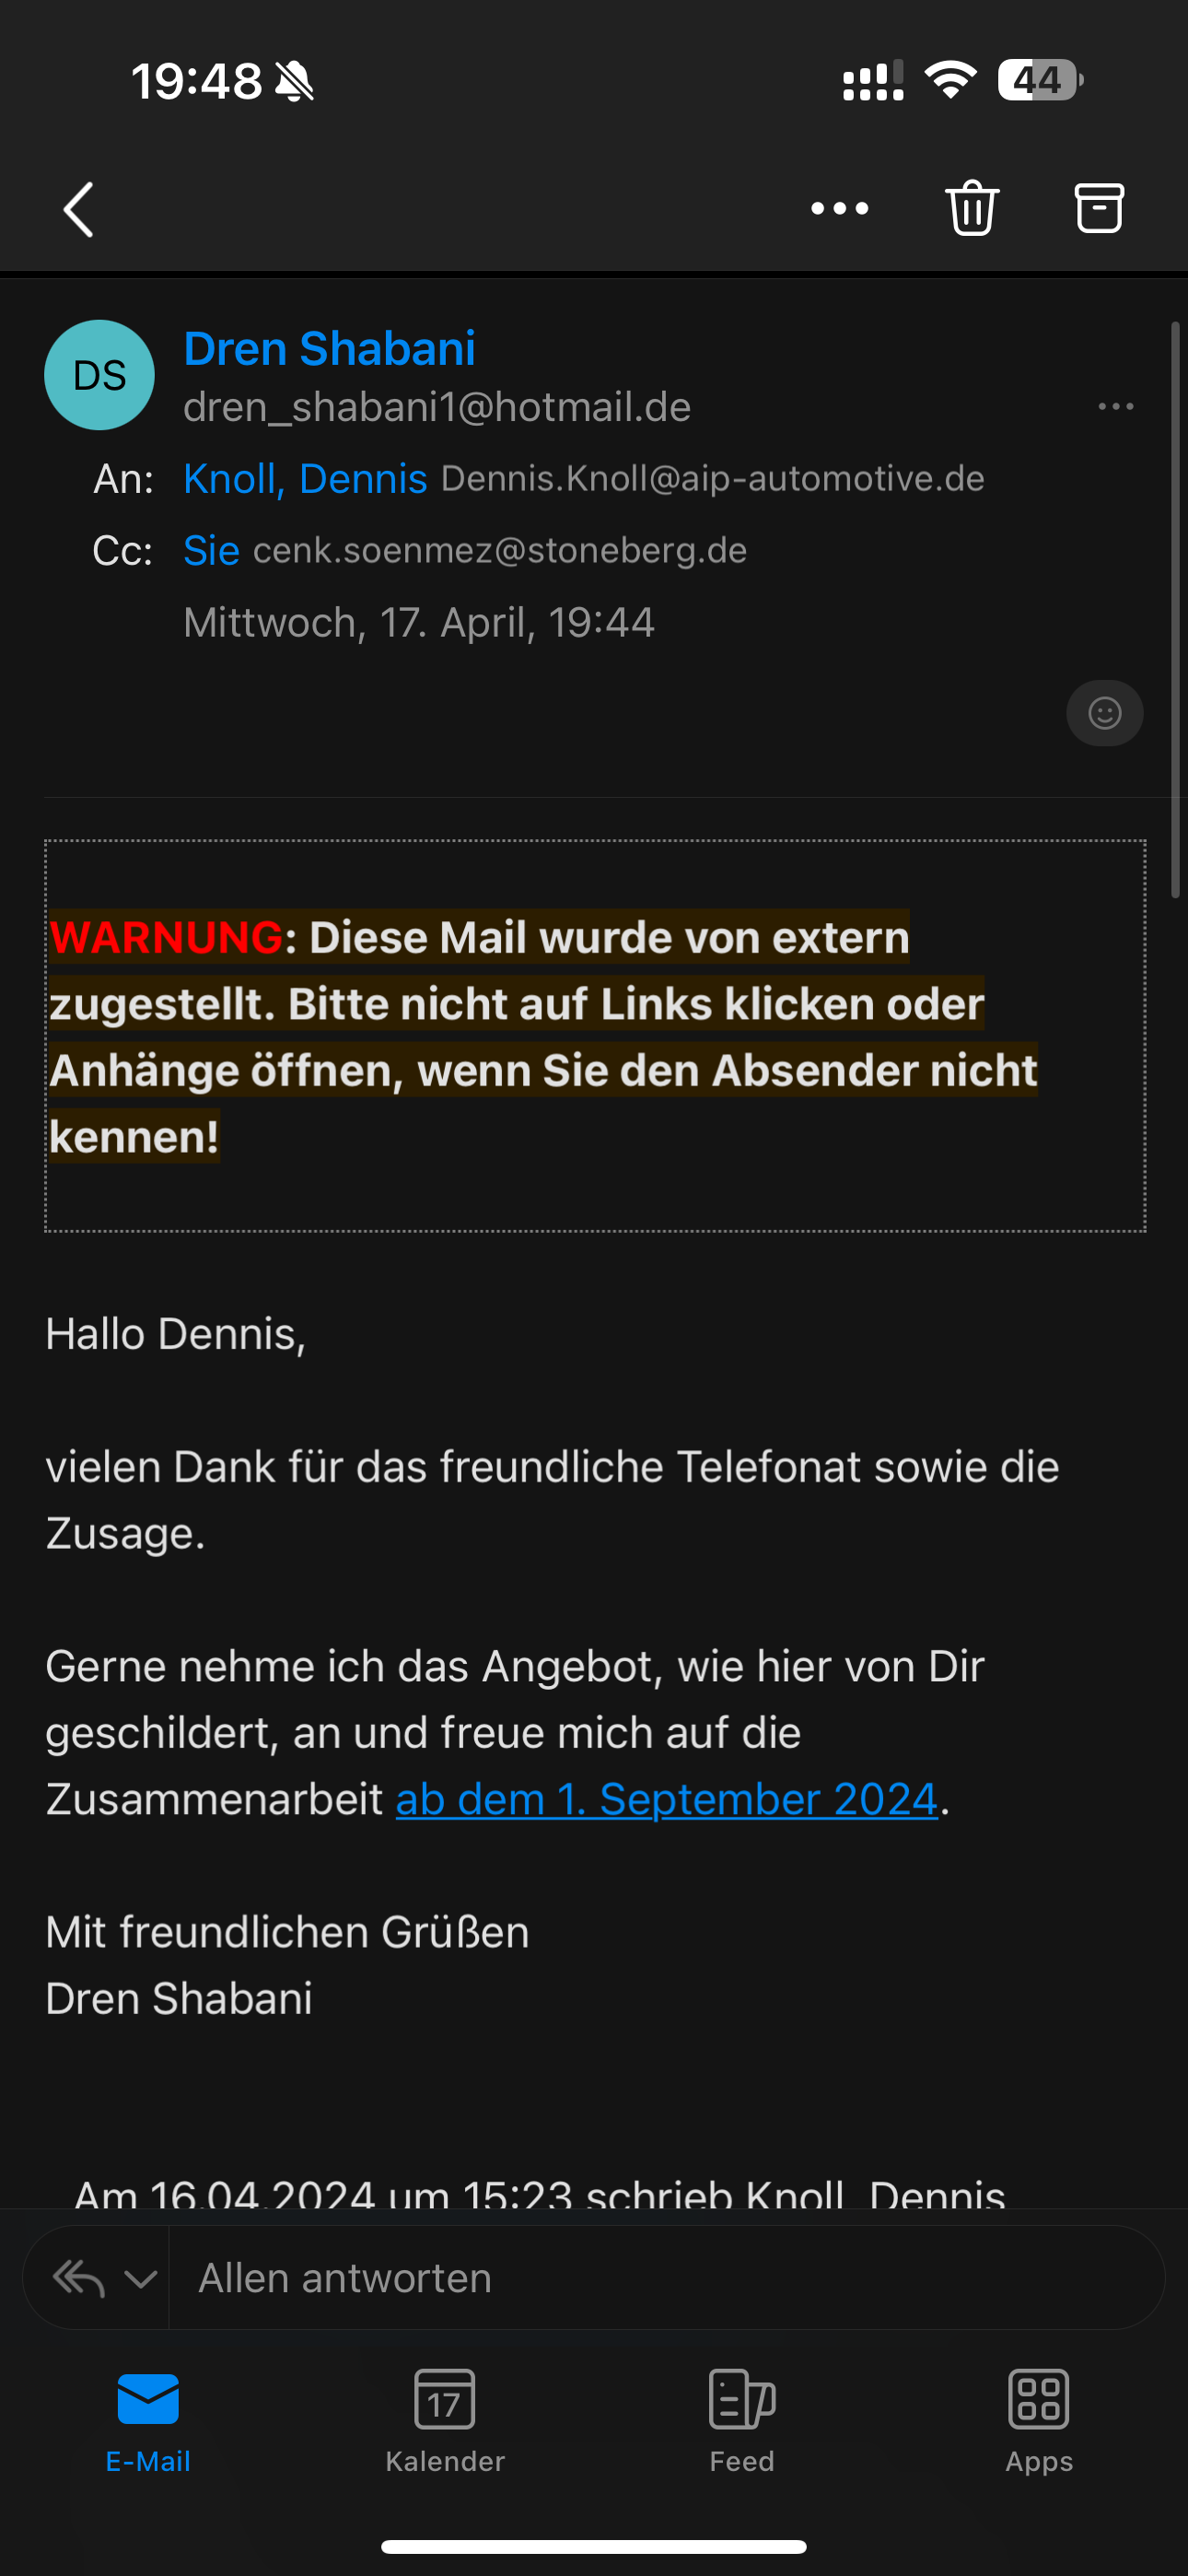 19:48
44
DS
Dren Shabani
dren_shabani1@hotmail.de
An: Knoll, Dennis Dennis.Knoll@aip-automotive.de
Cc: Sie cenk.soenmez@stoneberg.de
Mittwoch, 17. April, 19:44
WARNUNG: Diese Mail wurde von extern
zugestellt. Bitte nicht auf Links klicken oder
Anhänge öffnen, wenn Sie den Absender nicht
kennen!
Hallo Dennis,
vielen Dank für das freundliche Telefonat sowie die
Zusage.
Gerne nehme ich das Angebot, wie hier von Dir
geschildert, an und freue mich auf die
Zusammenarbeit ab dem 1. September 2024.
Mit freundlichen Grüßen
Dren Shabani
Am 16.04.2024 um 15:23 schrieb Knoll, Dennis
Allen antworten
17
E-Mail Kalender Feed Apps